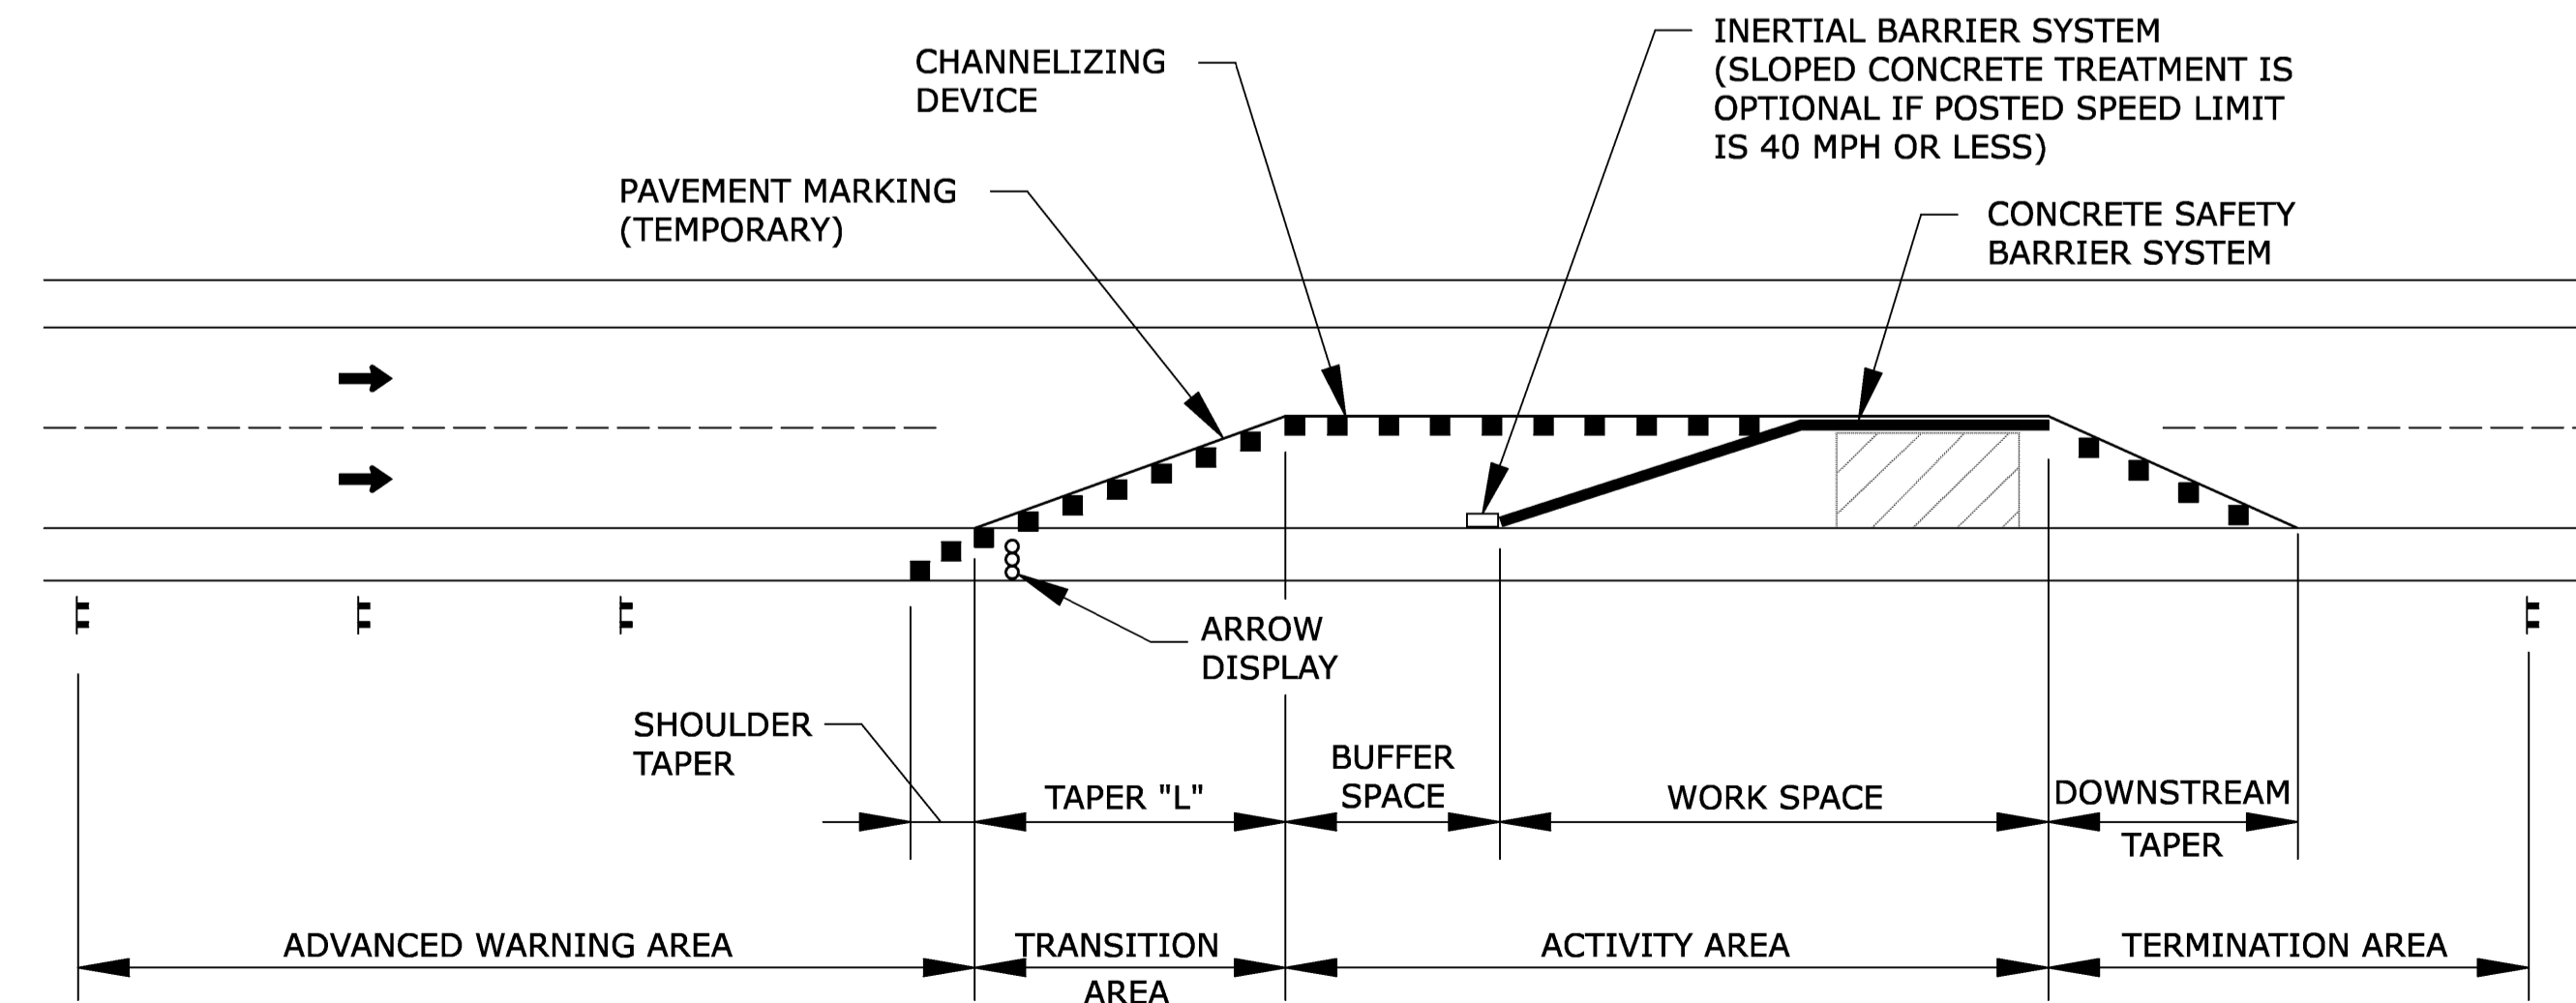 INERTIAL BARRIER SYSTEM
(SLOPED CONCRETE TREATMENT IS
OPTIONAL IF POSTED SPEED LIMIT
IS 40 MPH OR LESS)
CHANNELIZING
DEVICE
PAVEMENT MARKING
(TEMPORARY)
CONCRETE SAFETY
BARRIER SYSTEM
ARROW
DISPLAY
SHOULDER
TAPER
TAPER "L"
BUFFER
SPACE
WORK SPACE
DOWNSTREAM
TAPER
ADVANCED WARNING AREA
TRANSITION
AREA
ACTIVITY AREA
TERMINATION AREA